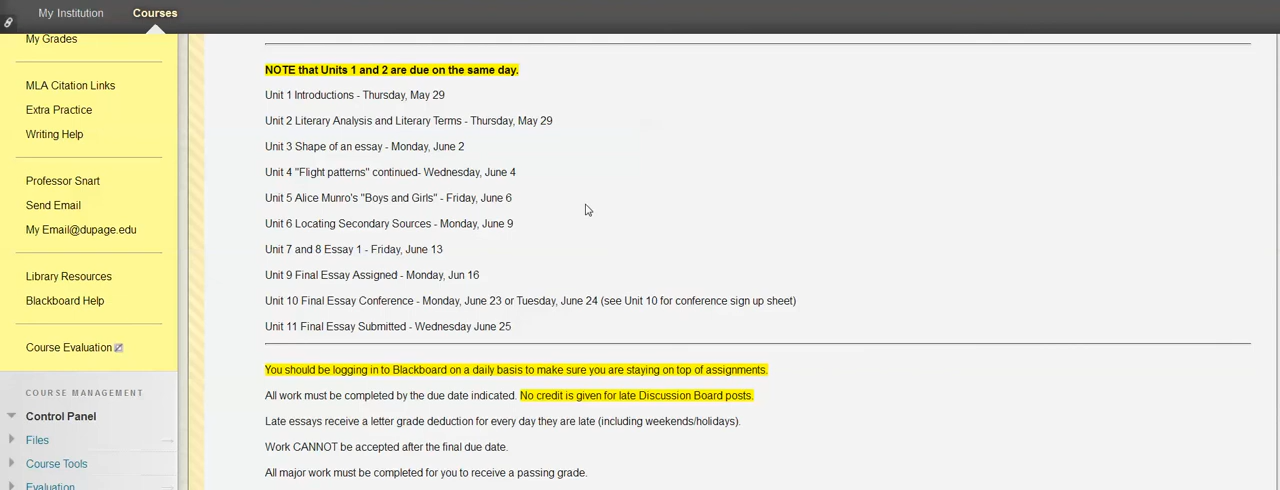 My Institution
Courses
My Grades
MLA Citation Links
Extra Practice
Writing Help
Professor Snart
Send Email
My Email@dupage.edu
Library Resources
Blackboard Help
Course Evaluation
COURSE MANAGEMENT
Control Panel
Files
Course Tools
Evaluation
NOTE that Units 1 and 2 are due on the same day.
Unit 1 Introductions - Thursday, May 29
Unit 2 Literary Analysis and Literary Terms - Thursday, May 29
Unit 3 Shape of an essay - Monday, June 2
Unit 4 "Flight patterns" continued- Wednesday, June 4
Unit 5 Alice Munro's "Boys and Girls" - Friday, June 6
Unit 6 Locating Secondary Sources - Monday, June 9
Unit 7 and 8 Essay 1 - Friday, June 13
Unit 9 Final Essay Assigned - Monday, Jun 16
Unit 10 Final Essay Conference - Monday, June 23 or Tuesday, June 24 (see Unit 10 for conference sign up sheet)
Unit 11 Final Essay Submitted - Wednesday June 25
You should be logging in to Blackboard on a daily basis to make sure you are staying on top of assignments.
All work must be completed by the due date indicated. No credit is given for late Discussion Board posts.
Late essays receive a letter grade deduction for every day they are late (including weekends/holidays).
Work CANNOT be accepted after the final due date.
All major work must be completed for you to receive a passing grade.